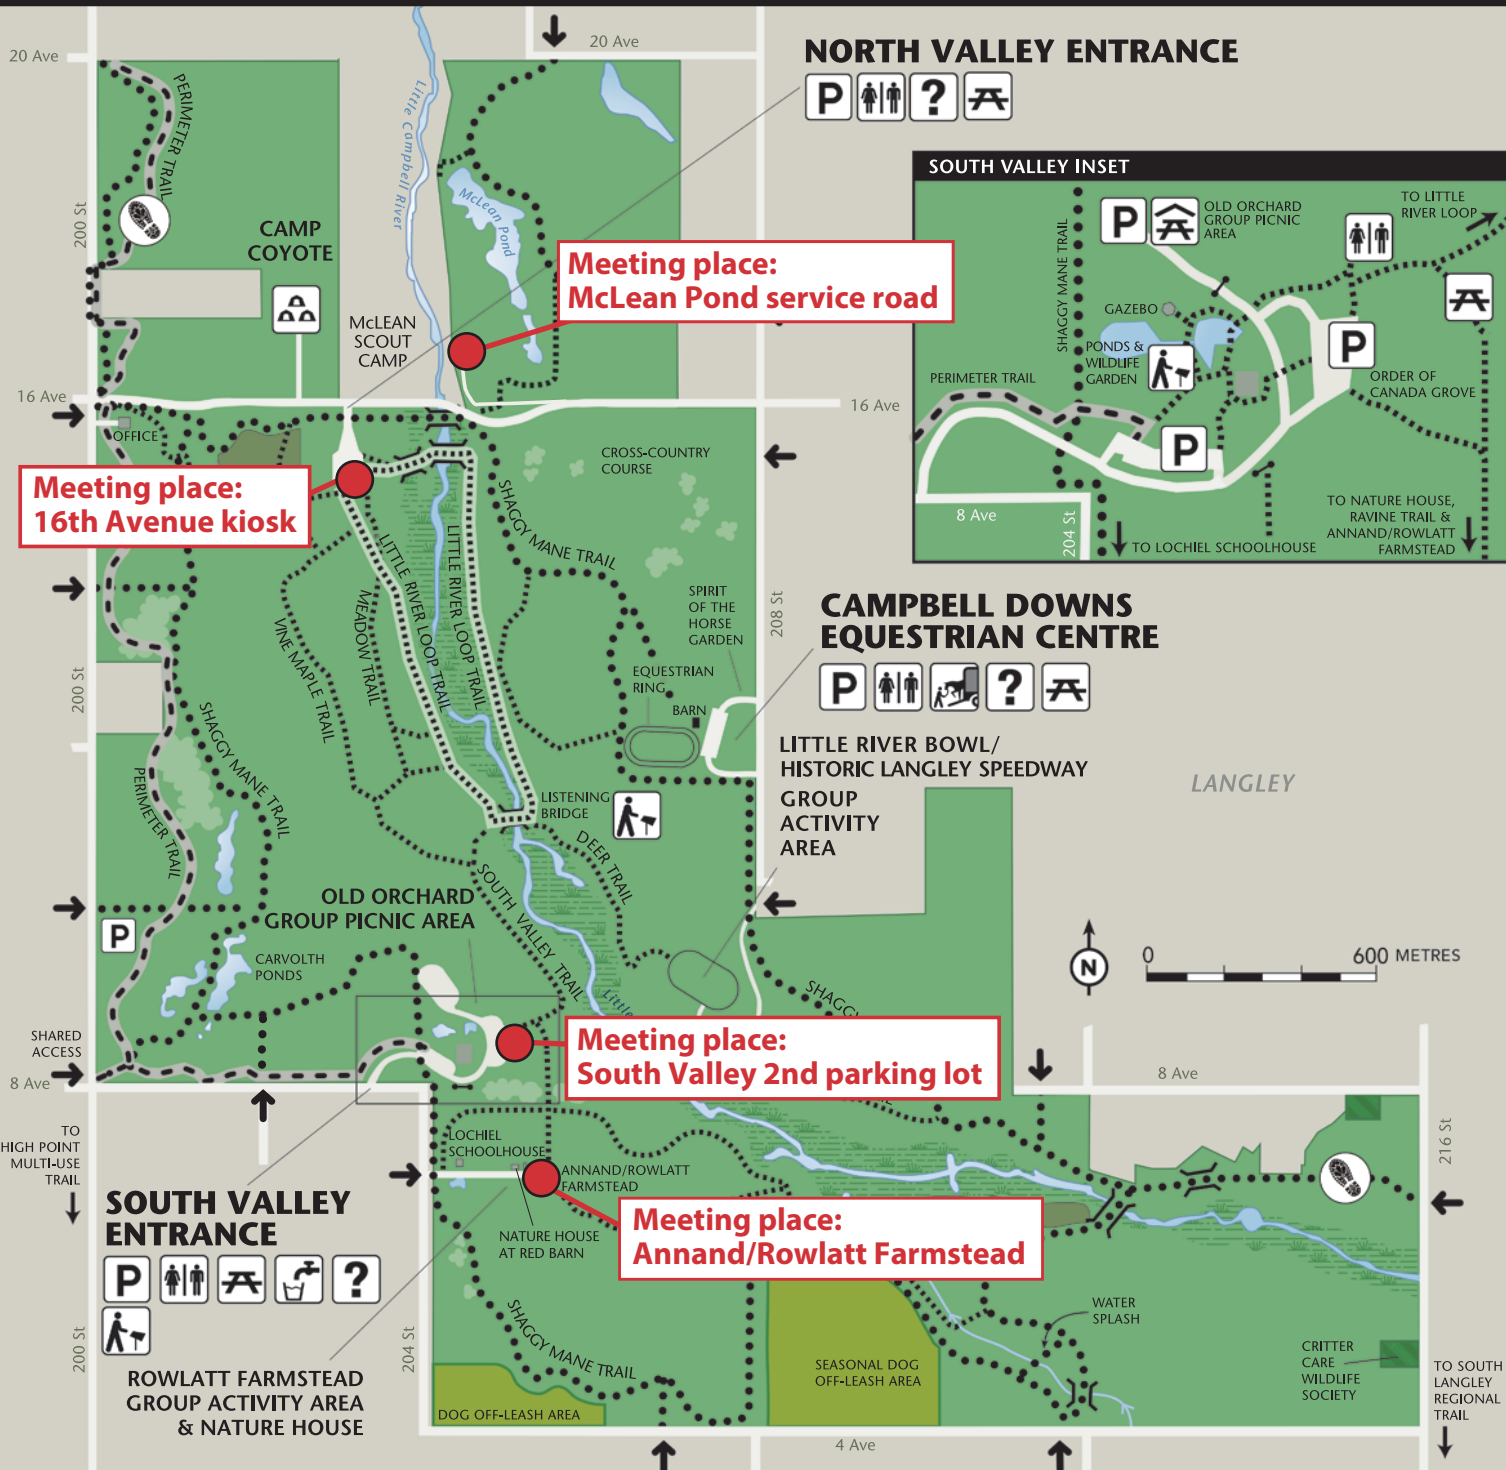 20 Ave
20 Ave
NORTH VALLEY ENTRANCE
P
?
PERIMETER TRAIL
Little Campbell River
McLean Pond
200 St
CAMP
COYOTE
McLEAN
SCOUT
CAMP
Meeting place:
McLean Pond service road
SOUTH VALLEY INSET
TO LITTLE
RIVER LOOP
P
OLD ORCHARD
GROUP PICNIC
AREA
SHAGGY MANE TRAIL
GAZEBO
PONDS &
WILDLIFE
GARDEN
P
PERIMETER TRAIL
ORDER OF
CANADA GROVE
P
8 Ave
204 St
TO LOCHIEL SCHOOLHOUSE
TO NATURE HOUSE,
RAVINE TRAIL &
ANNAND/ROWLATT
FARMSTEAD
16 Ave
16 Ave
OFFICE
Meeting place:
16th Avenue kiosk
CROSS-COUNTRY
COURSE
SHAGGY MANE TRAIL
LITTLE RIVER LOOP TRAIL
LITTLE RIVER LOOP TRAIL
MEADOW TRAIL
VINE MAPLE TRAIL
SPIRIT
OF THE
HORSE
GARDEN
208 St
CAMPBELL DOWNS
EQUESTRIAN CENTRE
P
?
EQUESTRIAN
RING
BARN
200 St
SHAGGY MANE TRAIL
PERIMETER TRAIL
LITTLE RIVER BOWL/
HISTORIC LANGLEY SPEEDWAY
GROUP
ACTIVITY
AREA
LANGLEY
LISTENING
BRIDGE
DEER TRAIL
SOUTH VALLEY TRAIL
OLD ORCHARD
GROUP PICNIC AREA
P
CARVOLTH
PONDS
Little
SHAGGY
N
0
600 METRES
SHARED
ACCESS
8 Ave
Meeting place:
South Valley 2nd parking lot
8 Ave
216 St
TO
HIGH POINT
MULTI-USE
TRAIL
LOCHIEL
SCHOOLHOUSE
ANNAND/ROWLATT
FARMSTEAD
SOUTH VALLEY
ENTRANCE
P
?
NATURE HOUSE
AT RED BARN
Meeting place:
Annand/Rowlatt Farmstead
200 St
204 St
SHAGGY MANE TRAIL
WATER
SPLASH
ROWLATT FARMSTEAD
GROUP ACTIVITY AREA
& NATURE HOUSE
DOG OFF-LEASH AREA
SEASONAL DOG
OFF-LEASH AREA
CRITTER
CARE
WILDLIFE
SOCIETY
TO SOUTH
LANGLEY
REGIONAL
TRAIL
4 Ave